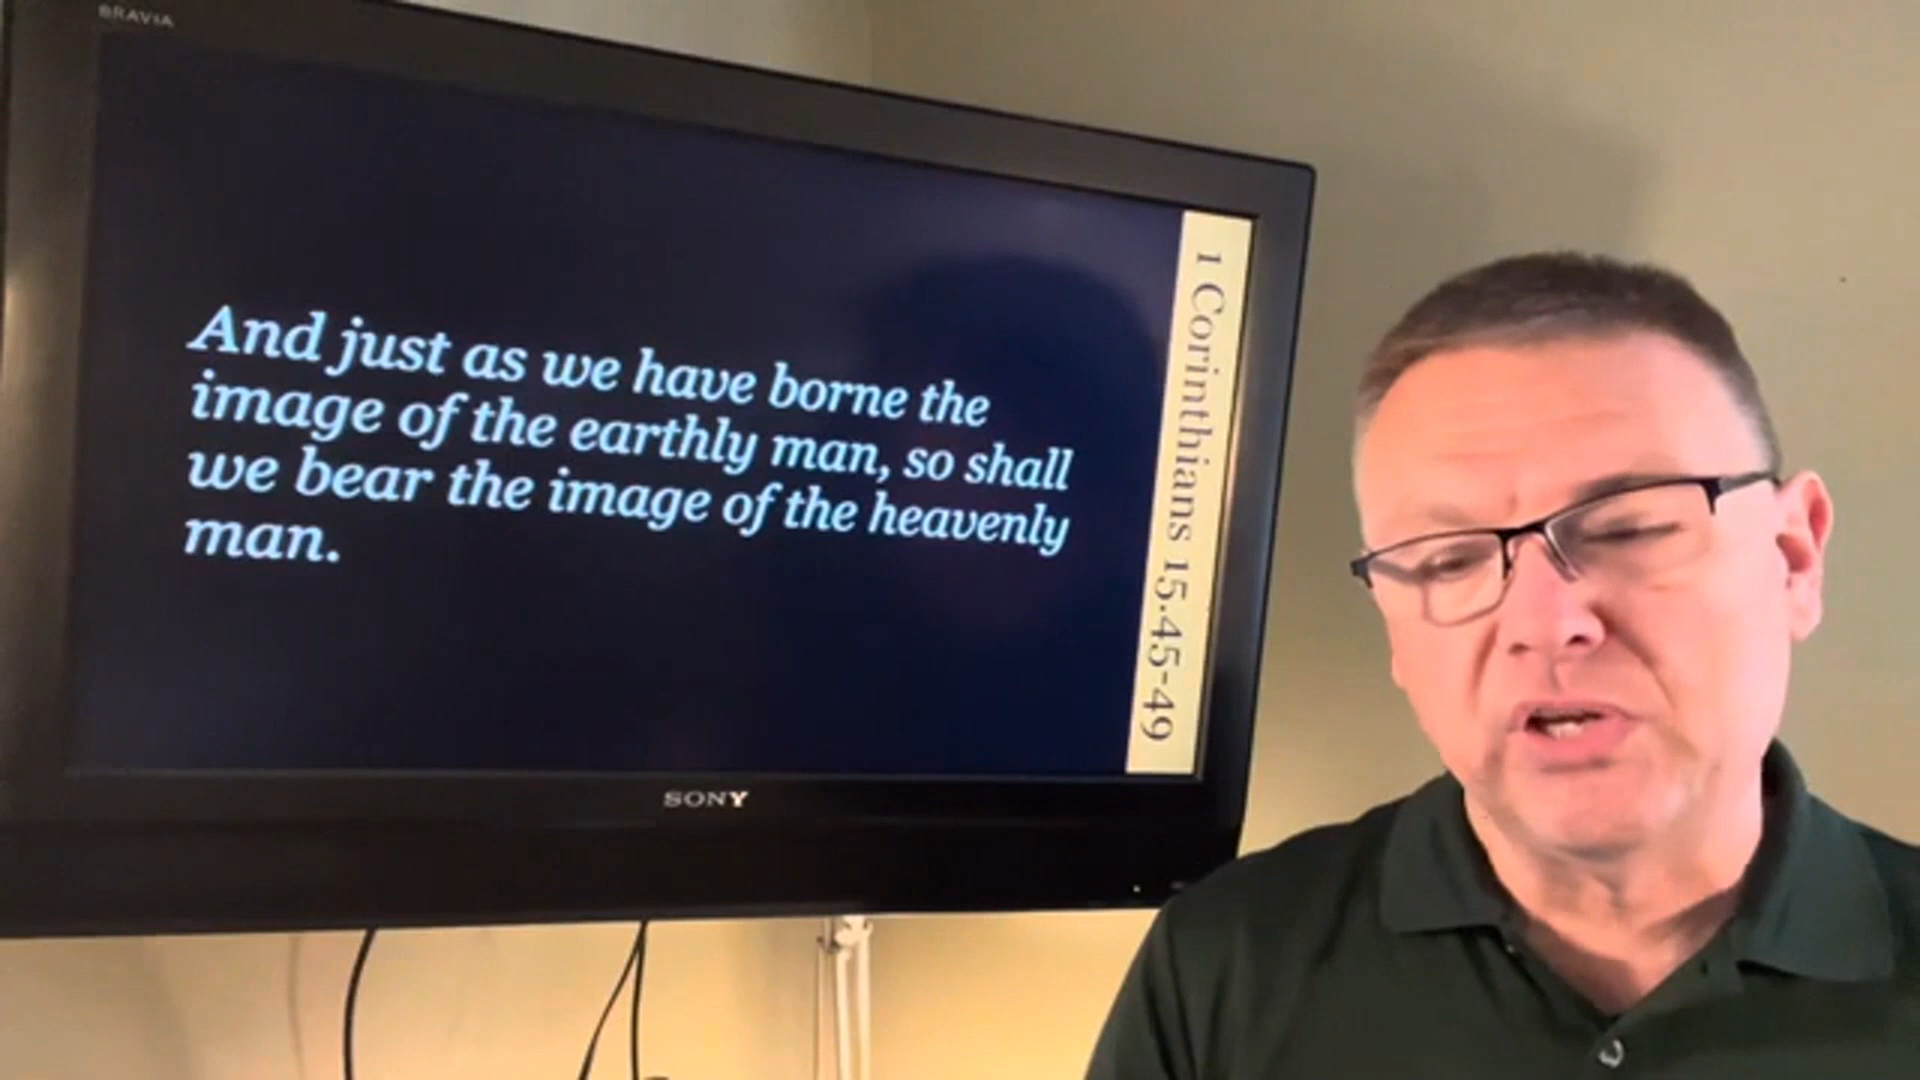 BRAVIA
And just as we have borne the
image of the earthly man, so shall
we bear the image of the heavenly
man.
1 Corinthians 15.45-49
SONY